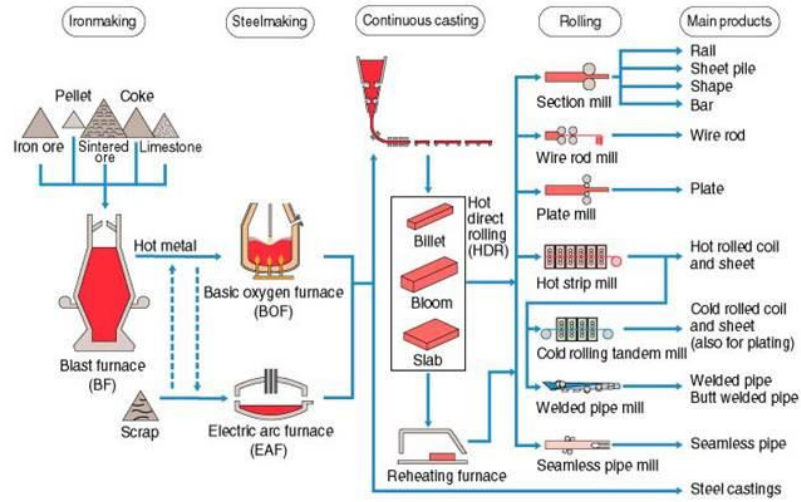 Ironmaking
Steelmaking
Continuous casting
Rolling
Main products
Pellet
Coke
Iron ore
Sintered
ore
Limestone
Hot metal
Blast furnace
(BF)
Scrap
Basic oxygen furnace
(BOF)
Electric arc furnace
(EAF)
Billet
Bloom
Slab
Hot
direct
rolling
(HDR)
Reheating furnace
Section mill
Wire rod mill
Plate mill
Hot strip mill
Cold rolling tandem mill
Welded pipe mill
Seamless pipe mill
Rail
Sheet pile
Shape
Bar
Wire rod
Plate
Hot rolled coil
and sheet
Cold rolled coil
and sheet
(also for plating)
Welded pipe
Butt welded pipe
Seamless pipe
Steel castings